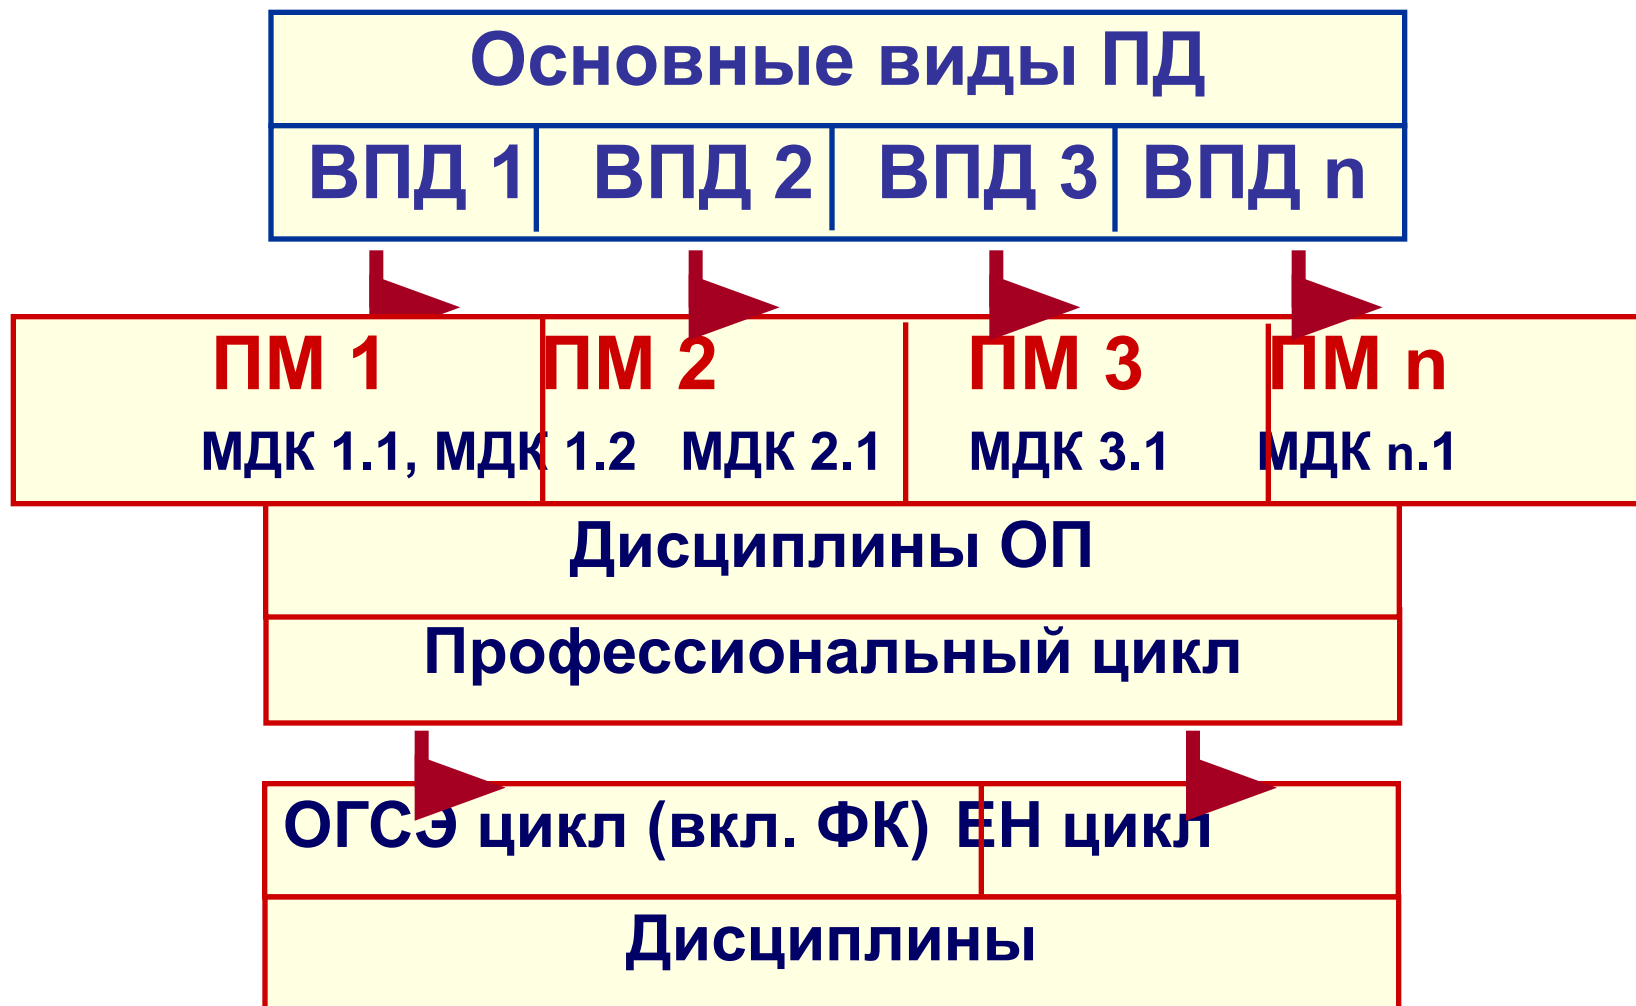 Основные виды ПД
ВПД 1 ВПД 2 ВПД 3 ВПД n
ПМ 1 ПМ 2 ПМ 3 ПМ n
МДК 1.1, МДК 1.2 МДК 2.1 МДК 3.1 МДК n.1
Дисциплины ОП
Профессиональный цикл
ОГСЭ цикл (вкл. ФК) ЕН цикл
Дисциплины